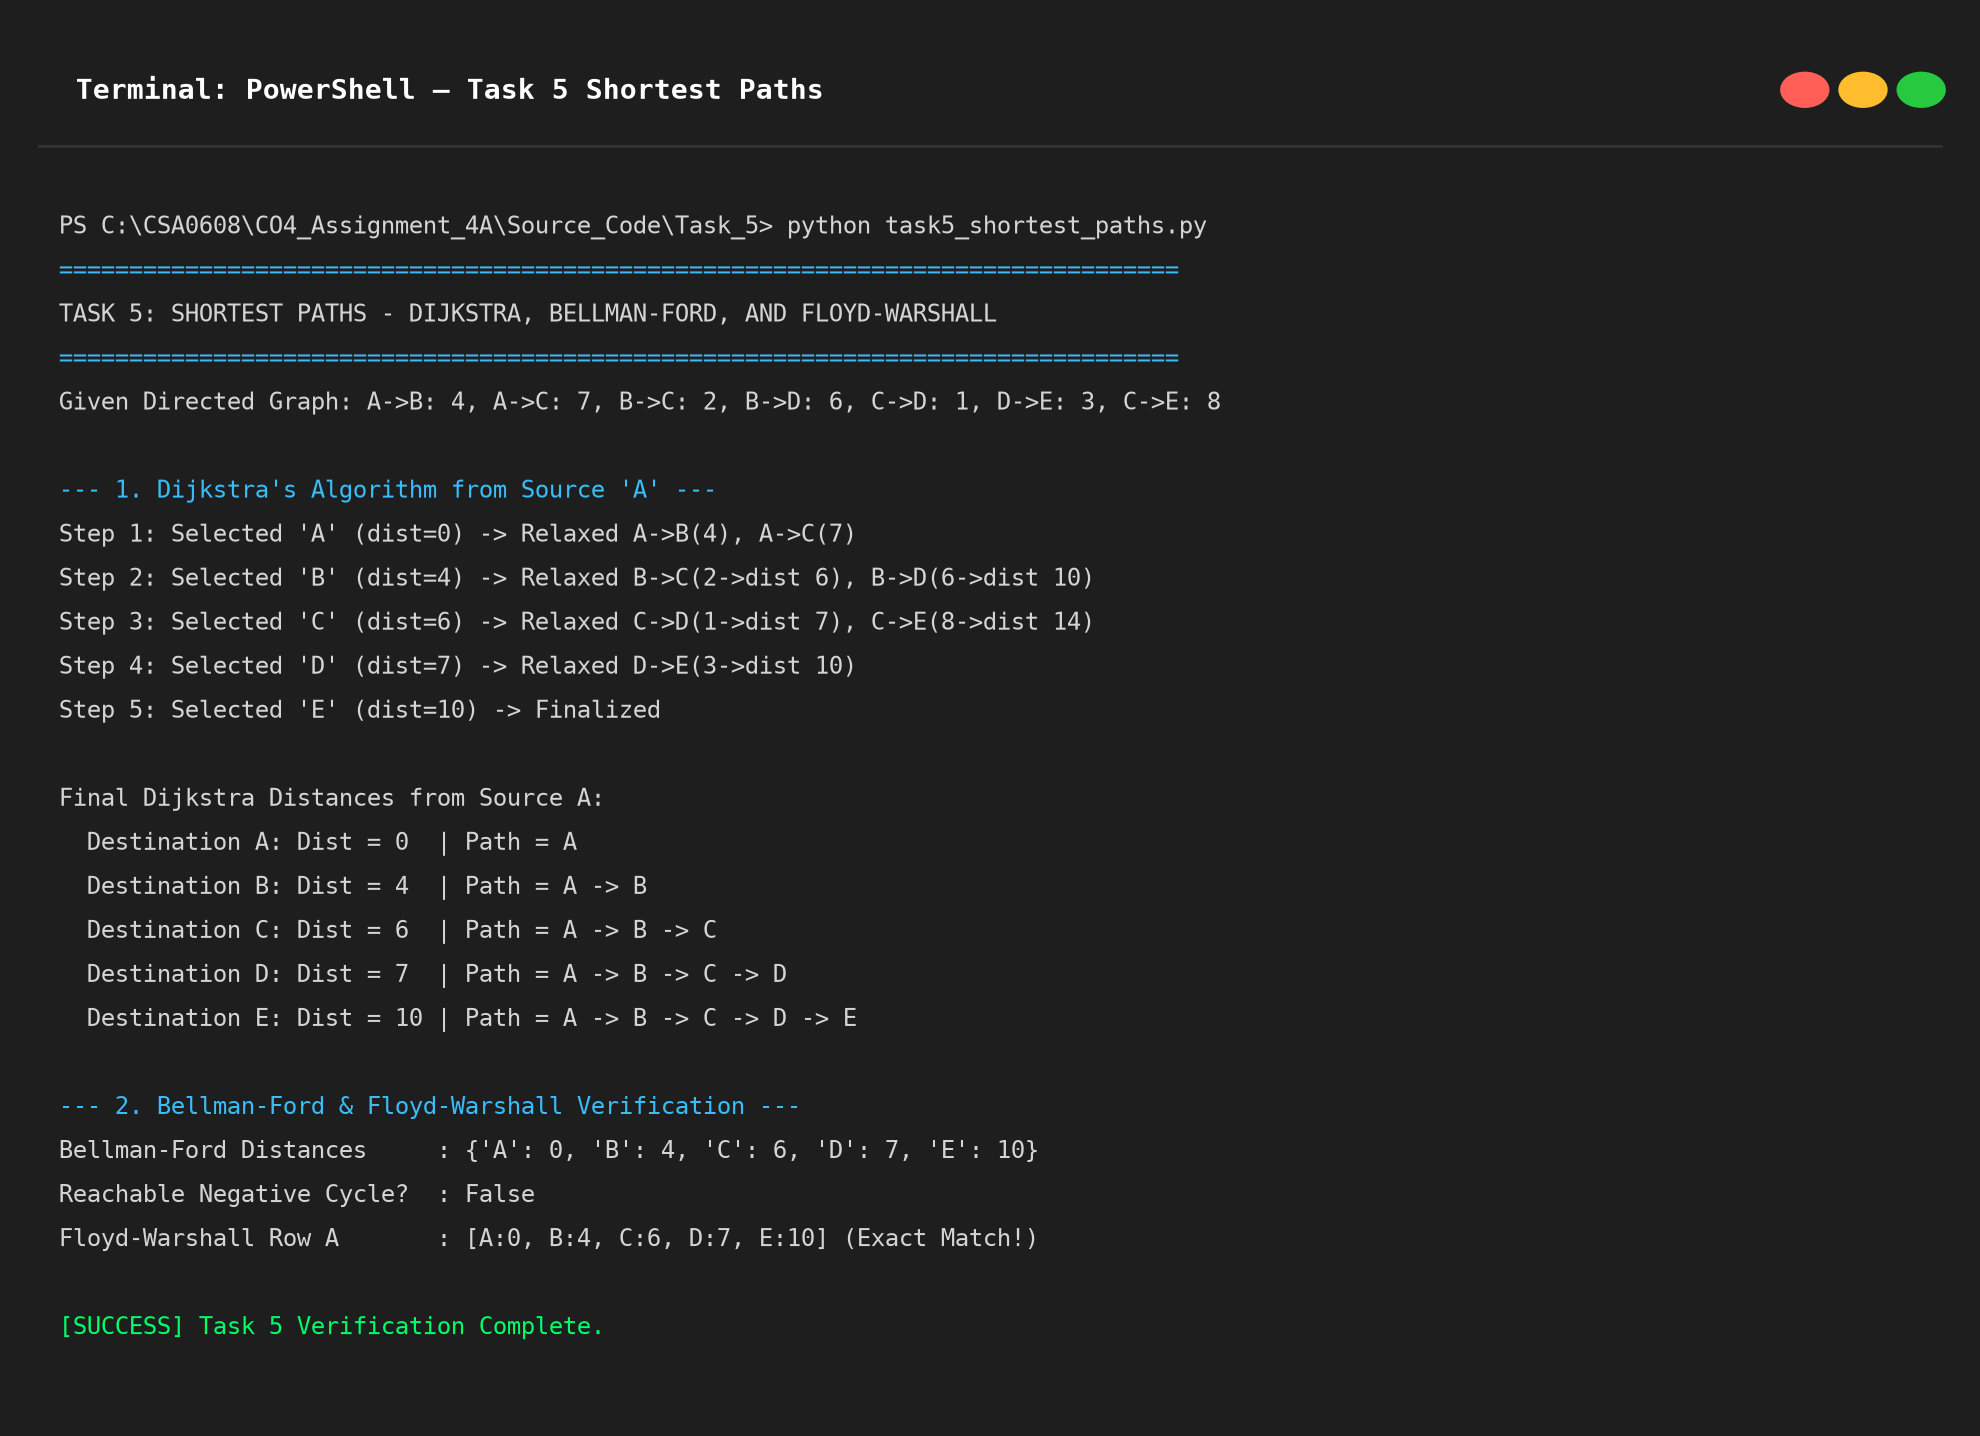 Terminal: PowerShell — Task 5 Shortest Paths
PS C:\CSA0608\CO4_Assignment_4A\Source_Code\Task_5> python task5_shortest_paths.py
================================================================================
TASK 5: SHORTEST PATHS - DIJKSTRA, BELLMAN-FORD, AND FLOYD-WARSHALL
================================================================================
Given Directed Graph: A->B: 4, A->C: 7, B->C: 2, B->D: 6, C->D: 1, D->E: 3, C->E: 8
--- 1. Dijkstra's Algorithm from Source 'A' ---
Step 1: Selected 'A' (dist=0) -> Relaxed A->B(4), A->C(7)
Step 2: Selected 'B' (dist=4) -> Relaxed B->C(2->dist 6), B->D(6->dist 10)
Step 3: Selected 'C' (dist=6) -> Relaxed C->D(1->dist 7), C->E(8->dist 14)
Step 4: Selected 'D' (dist=7) -> Relaxed D->E(3->dist 10)
Step 5: Selected 'E' (dist=10) -> Finalized
Final Dijkstra Distances from Source A:
  Destination A: Dist = 0  | Path = A
  Destination B: Dist = 4  | Path = A -> B
  Destination C: Dist = 6  | Path = A -> B -> C
  Destination D: Dist = 7  | Path = A -> B -> C -> D
  Destination E: Dist = 10 | Path = A -> B -> C -> D -> E
--- 2. Bellman-Ford & Floyd-Warshall Verification ---
Bellman-Ford Distances     : {'A': 0, 'B': 4, 'C': 6, 'D': 7, 'E': 10}
Reachable Negative Cycle?  : False
Floyd-Warshall Row A       : [A:0, B:4, C:6, D:7, E:10] (Exact Match!)
[SUCCESS] Task 5 Verification Complete.